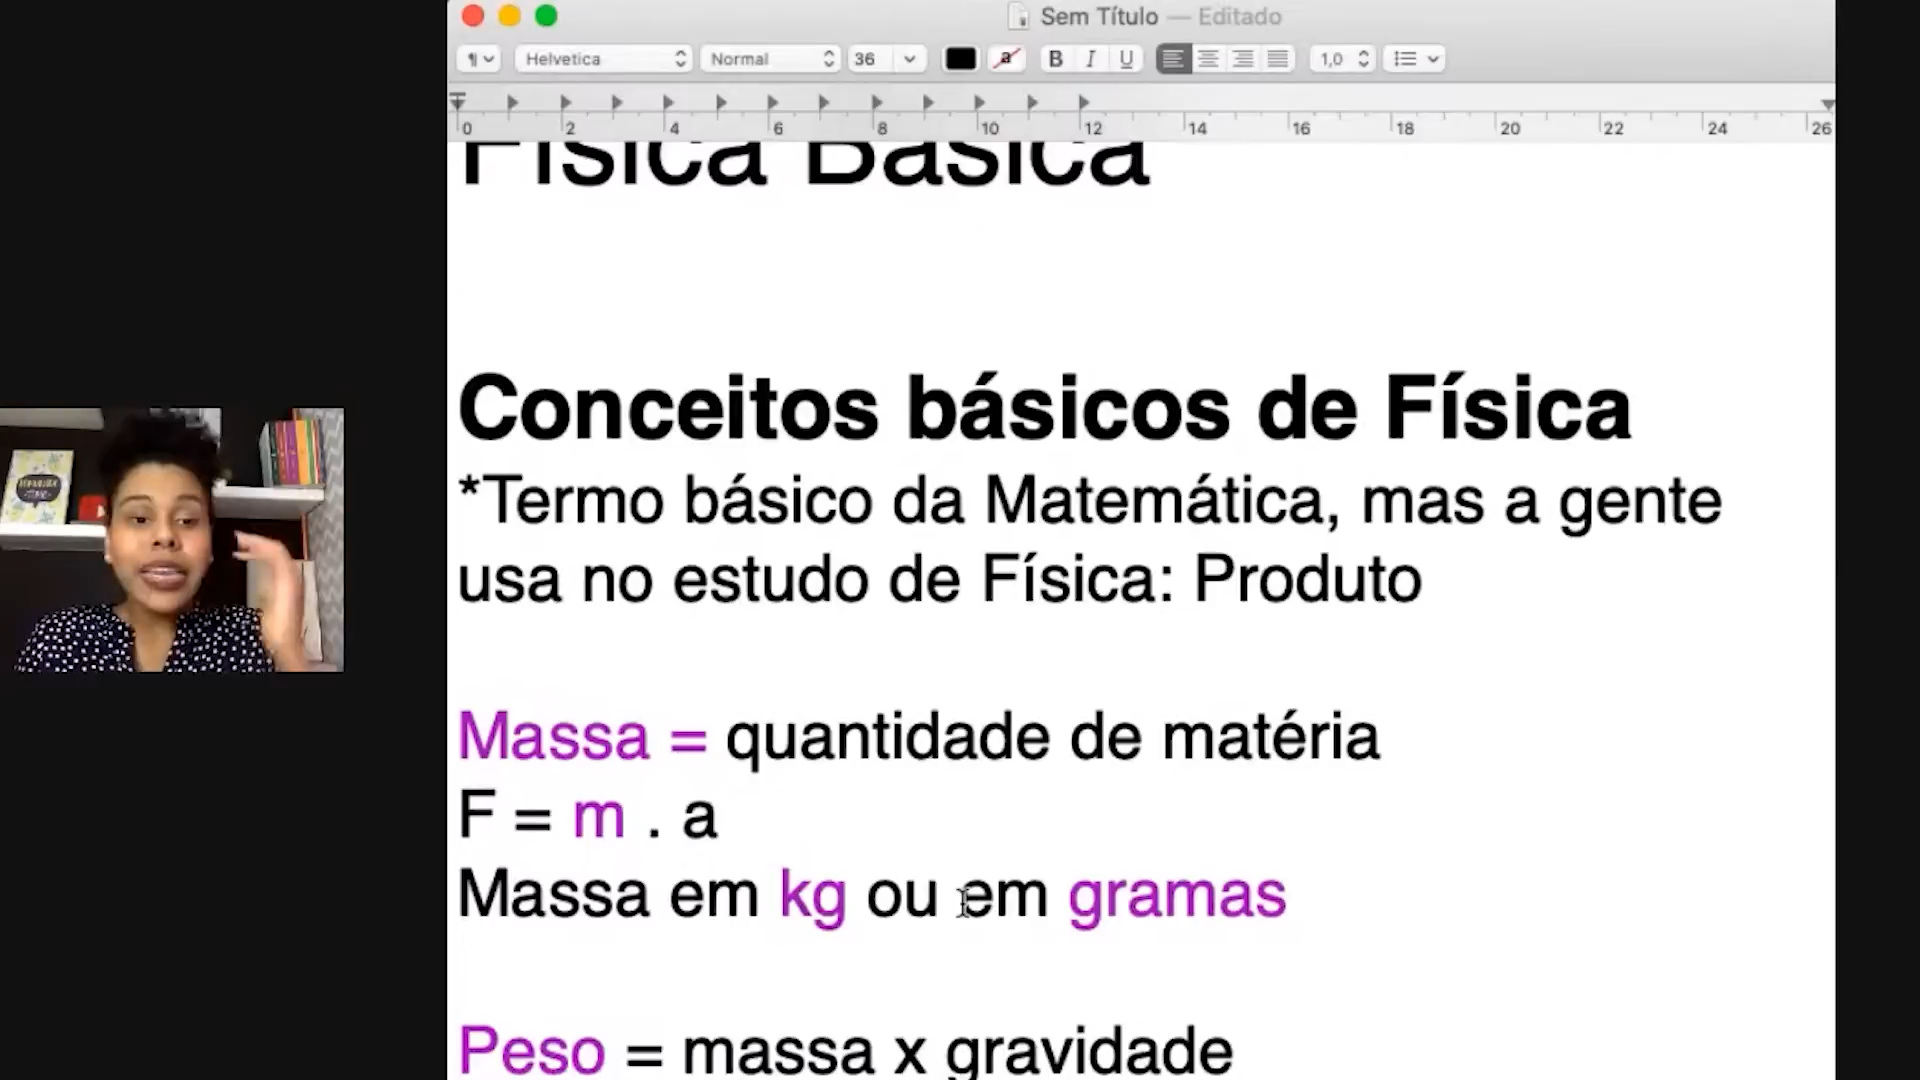 Sem Título — Editado
¶ Helvetica Normal 36 a B I U 1,0
0 2 4 6 8 10 12 14 16 18 20 22 24 26
Física Básica
Conceitos básicos de Física
*Termo básico da Matemática, mas a gente
usa no estudo de Física: Produto
Massa = quantidade de matéria
F = m . a
Massa em kg ou em gramas
Peso = massa x gravidade